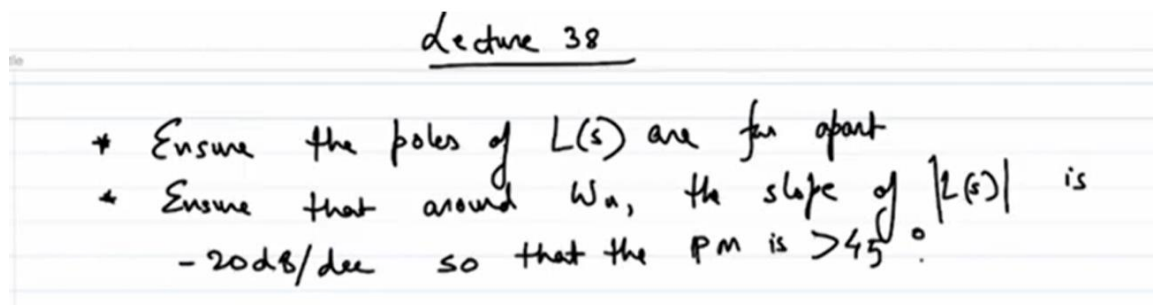 Lecture 38
* Ensure the poles of L(s) are far apart
* Ensure that around ωu, the slope of |L(s)| is
- 20dB/dec so that the PM is >45°.